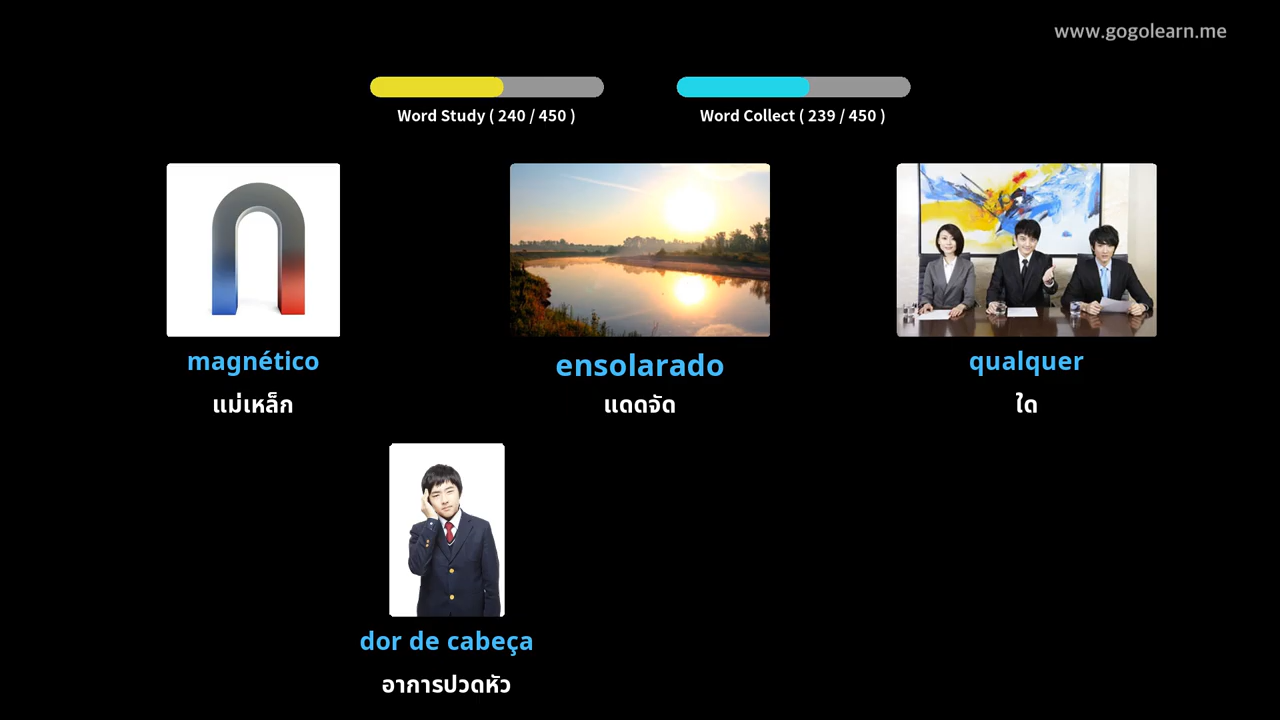 www.gogolearn.me
Word Study ( 240 / 450 )
Word Collect ( 239 / 450 )
magnético
แม่เหล็ก
ensolarado
แดดจัด
qualquer
ใด
dor de cabeça
อาการปวดหัว